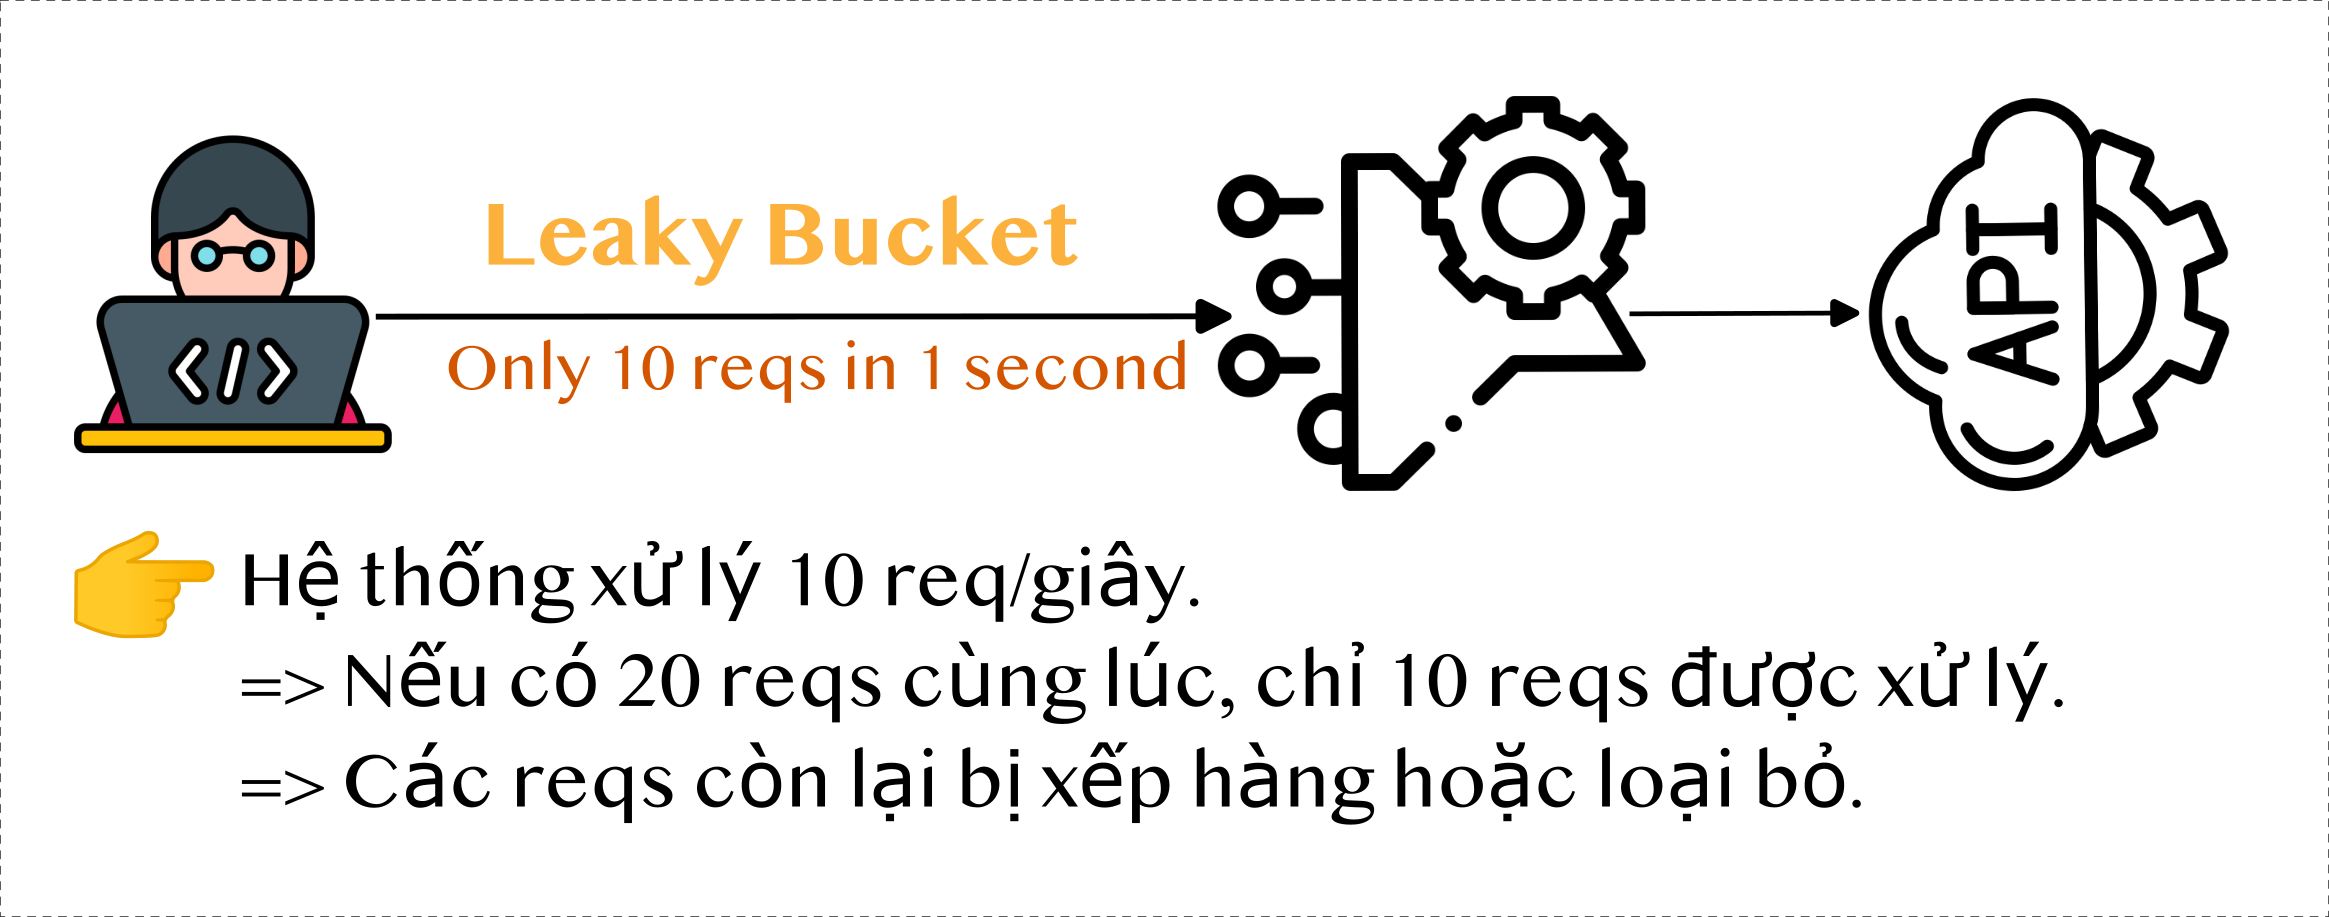 Leaky Bucket
Only 10 reqs in 1 second
API
Hệ thống xử lý 10 req/giây.
=> Nếu có 20 reqs cùng lúc, chỉ 10 reqs được xử lý.
=> Các reqs còn lại bị xếp hàng hoặc loại bỏ.